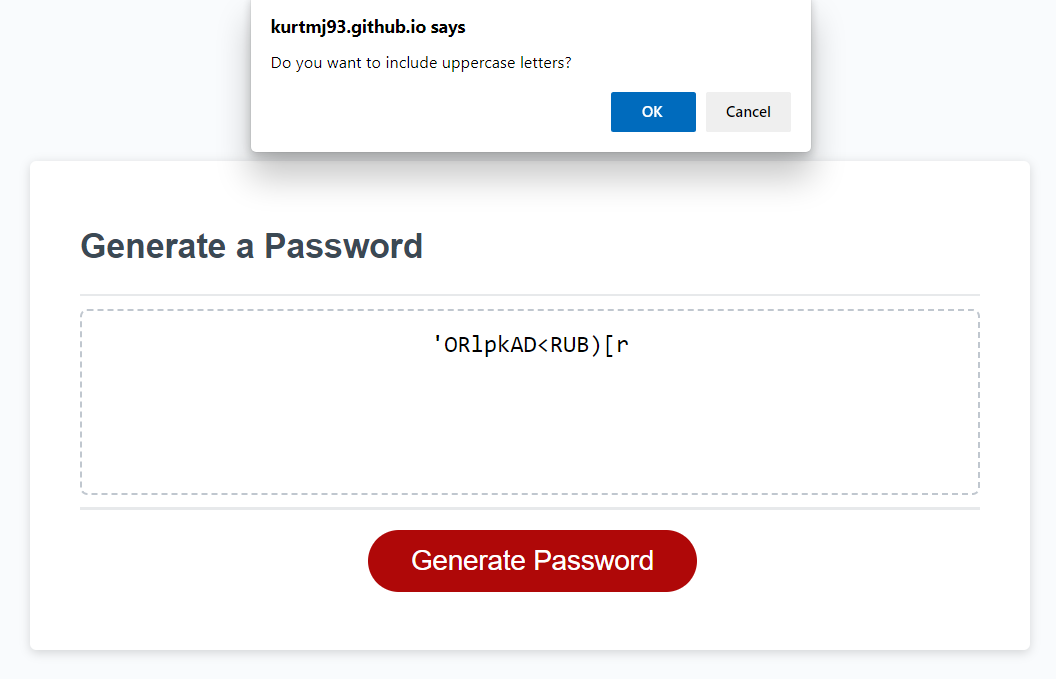 kurtmj93.github.io says
Do you want to include uppercase letters?
OK Cancel
Generate a Password
'ORlpkAD<RUB)[r
Generate Password